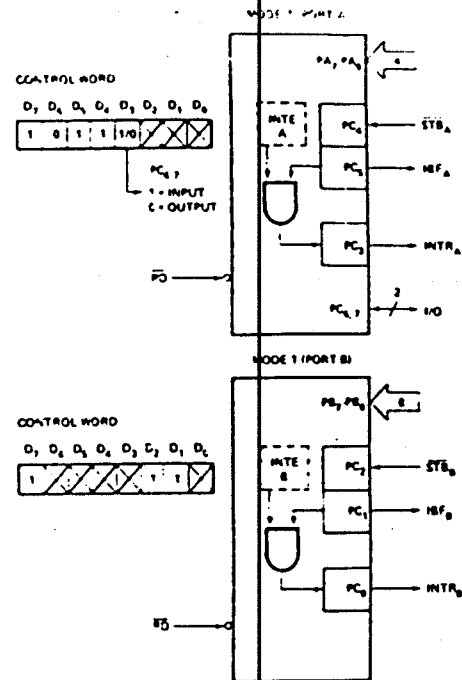 MODE 1 (PORT A)
PA7-PA0
CONTROL WORD
D7 D6 D5 D4 D3 D2 D1 D0
1 0 1 1 1/0
PC6, 7
1 = INPUT
0 = OUTPUT
INTE
A
PC4
STBA
PC5
IBFA
PC3
INTRA
RD
PC6, 7
2
I/O
MODE 1 (PORT B)
PB7-PB0
8
CONTROL WORD
D7 D6 D5 D4 D3 D2 D1 D0
1 1 1
INTE
B
PC2
STBB
PC1
IBFB
PC0
INTRB
RD